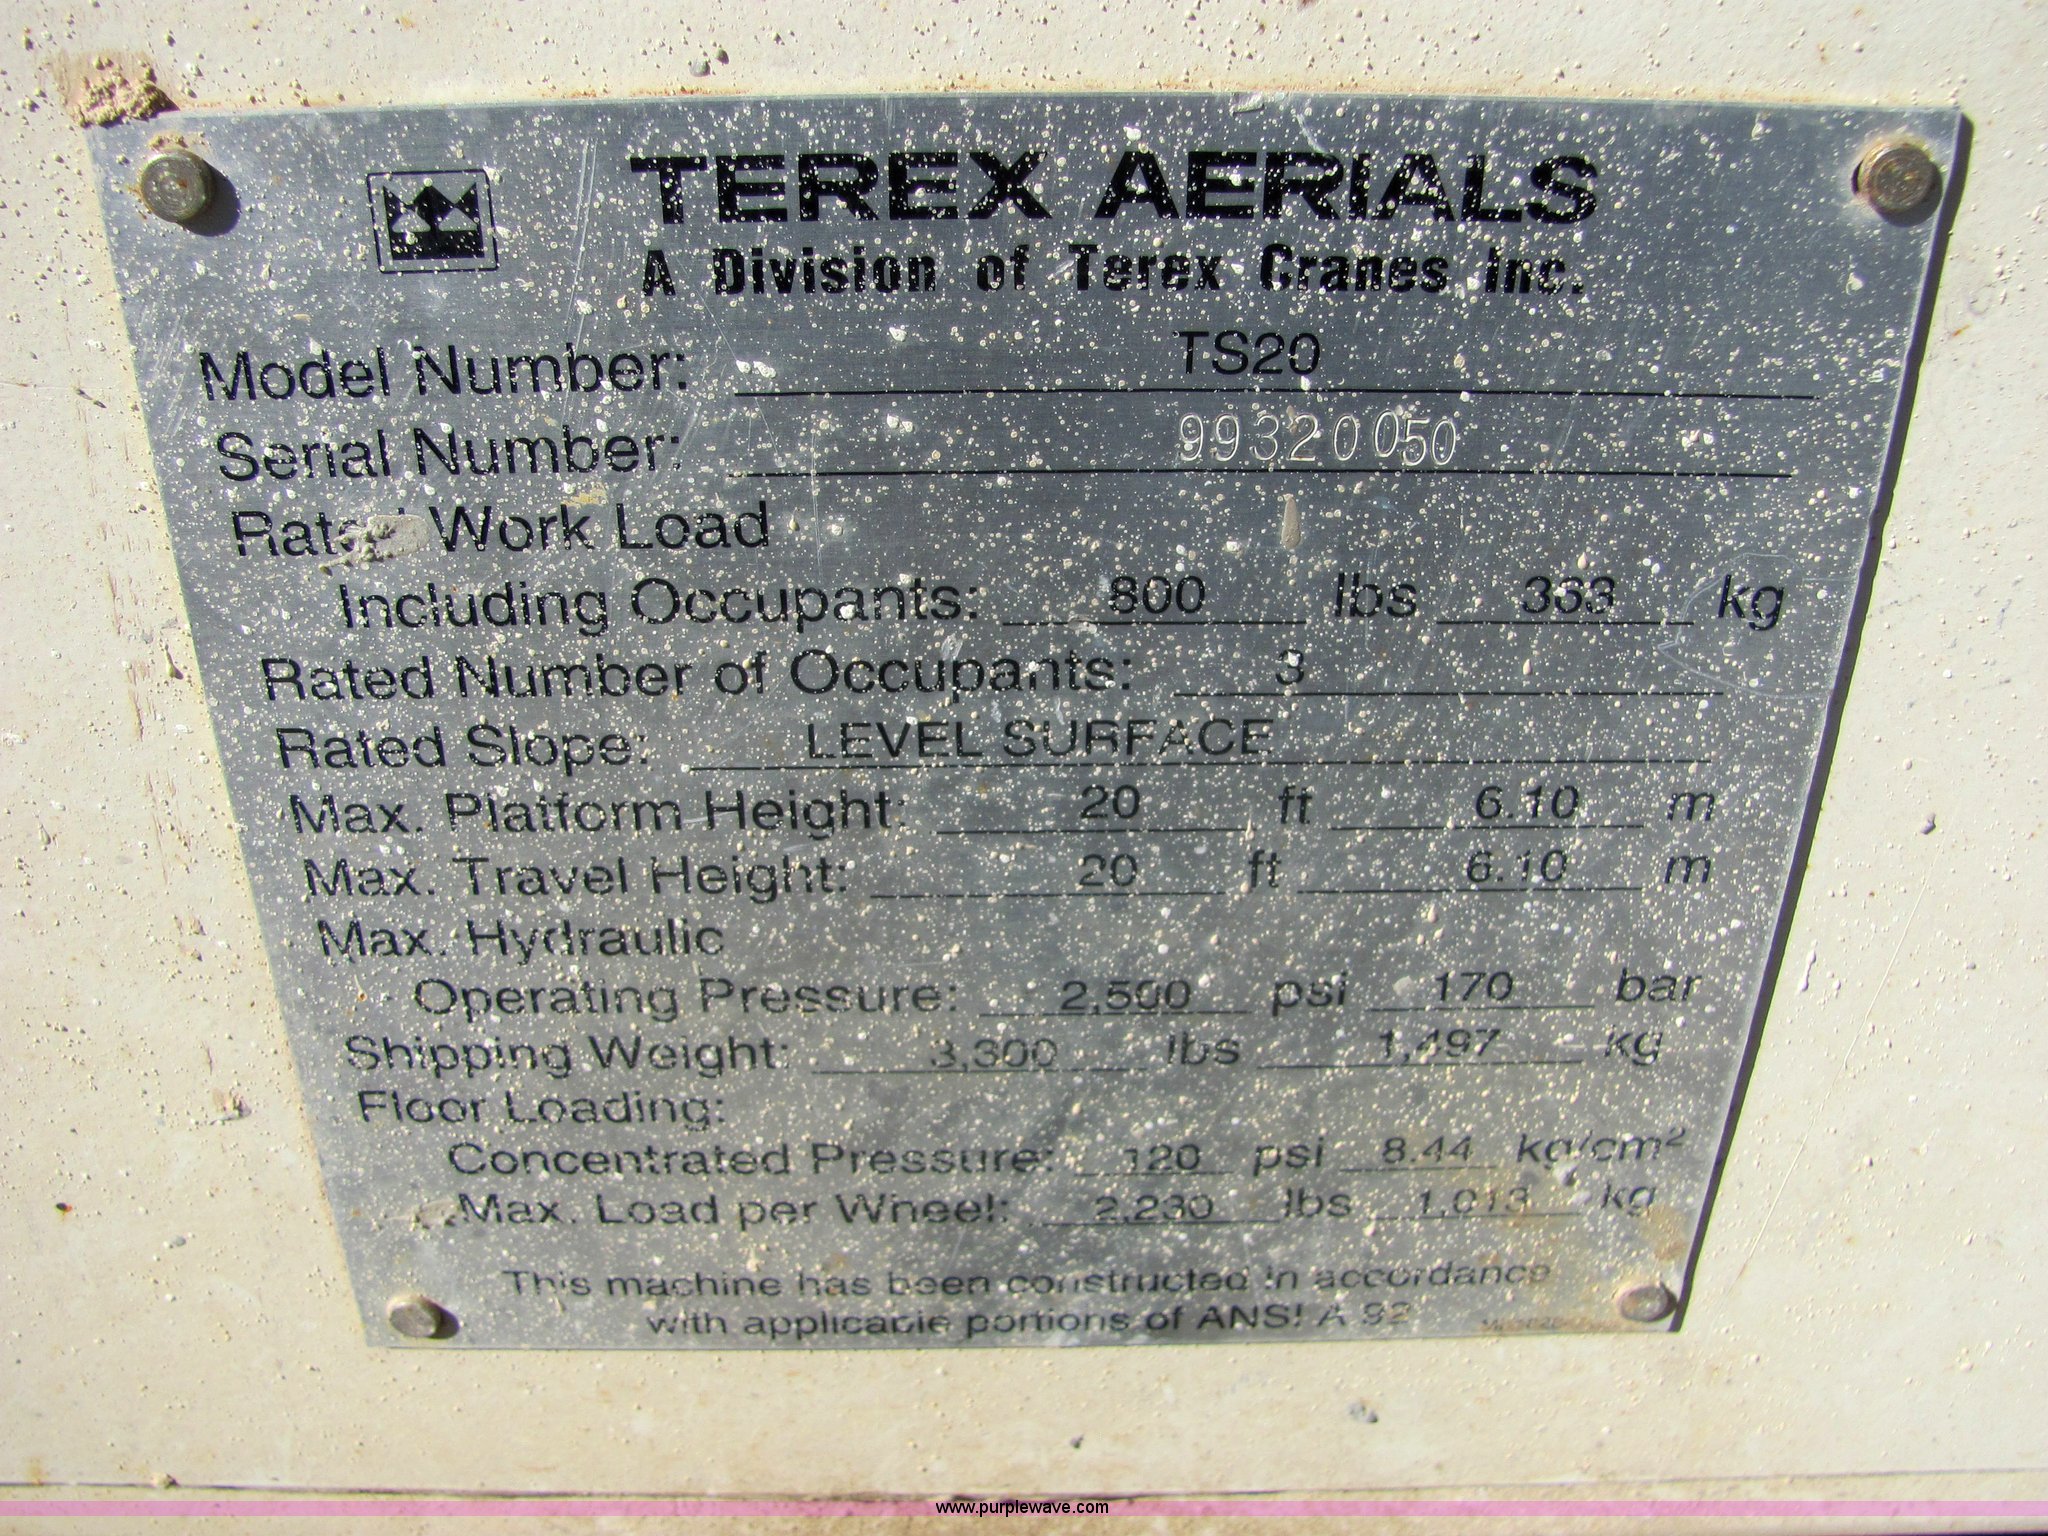 TEREX AERIALS
A Division of Terex Cranes Inc.
Model Number: TS20
Serial Number: 99320050
Rated Work Load
Including Occupants: 800 lbs 363 kg
Rated Number of Occupants: 3
Rated Slope: LEVEL SURFACE
Max. Platform Height: 20 ft 6.10 m
Max. Travel Height: 20 ft 6.10 m
Max. Hydraulic
Operating Pressure: 2,500 psi 170 bar
Shipping Weight: 3,300 lbs 1,497 kg
Floor Loading:
Concentrated Pressure: 120 psi 8.44 kg/cm²
Max. Load per Wheel: 2,230 lbs 1,013 kg
This machine has been constructed in accordance
with applicable portions of ANSI A 92
www.purplewave.com